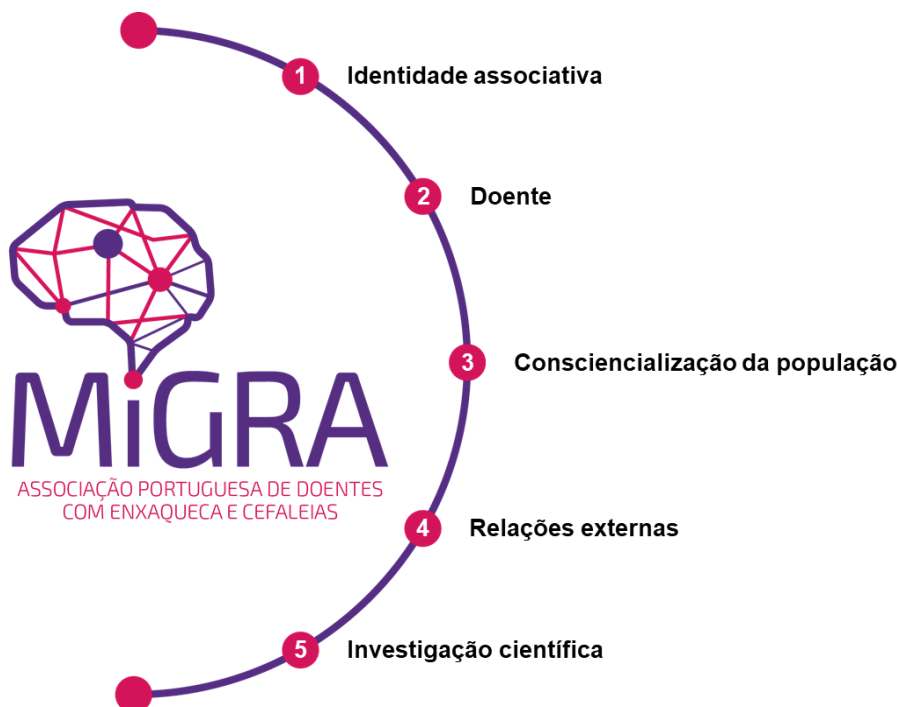 1 Identidade associativa
2 Doente
3 Consciencialização da população
MiGRA
ASSOCIAÇÃO PORTUGUESA DE DOENTES
COM ENXAQUECA E CEFALEIAS
4 Relações externas
5 Investigação científica